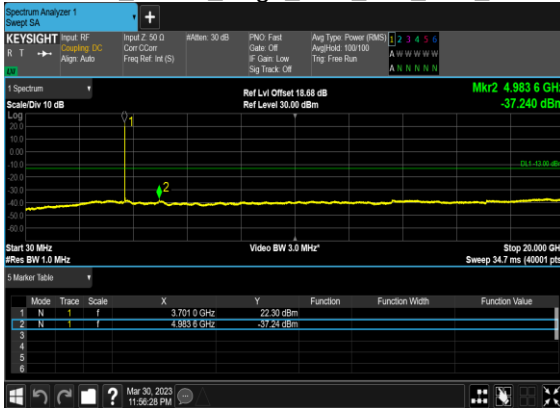 Spectrum Analyzer 1
Swept SA
+
KEYSIGHT Input: RF Input Z: 50 Ω #Atten: 30 dB PNO: Fast Avg Type: Power (RMS) 1 2 3 4 5 6
R T Coupling: DC Corr CCorr Gate: Off Avg|Hold: 100/100 A W W W W W
Align: Auto Freq Ref: Int (S) IF Gain: Low Trig: Free Run
Sig Track: Off A N N N N N
1 Spectrum Ref Lvl Offset 18.68 dB Mkr2 4.983 6 GHz
Scale/Div 10 dB Ref Level 30.00 dBm -37.240 dBm
Log
20.0
10.0
0.00
-10.0
DL1 -13.00 dBm
-20.0
-30.0
-40.0
-50.0
-60.0
1
2
Start 30 MHz Video BW 3.0 MHz* Stop 20.000 GHz
#Res BW 1.0 MHz Sweep 34.7 ms (40001 pts)
5 Marker Table
Mode Trace Scale X Y Function Function Width Function Value
1 N 1 f 3.701 0 GHz 22.30 dBm
2 N 1 f 4.983 6 GHz -37.24 dBm
3
4
5
6
? Mar 30, 2023
11:56:28 PM